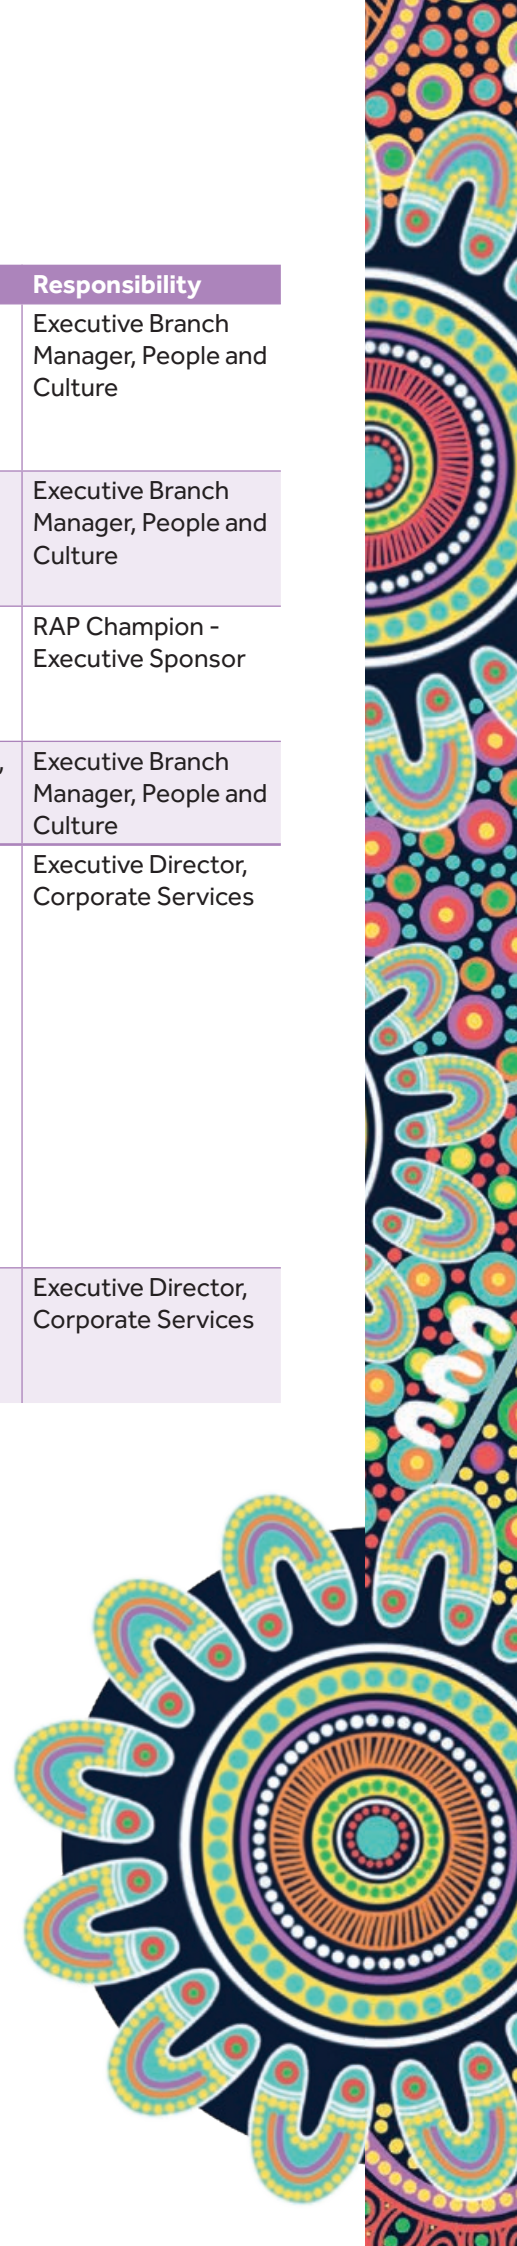 Responsibility
Executive Branch
Manager, People and
Culture
Executive Branch
Manager, People and
Culture
RAP Champion -
Executive Sponsor
,
Executive Branch
Manager, People and
Culture
Executive Director,
Corporate Services
Executive Director,
Corporate Services